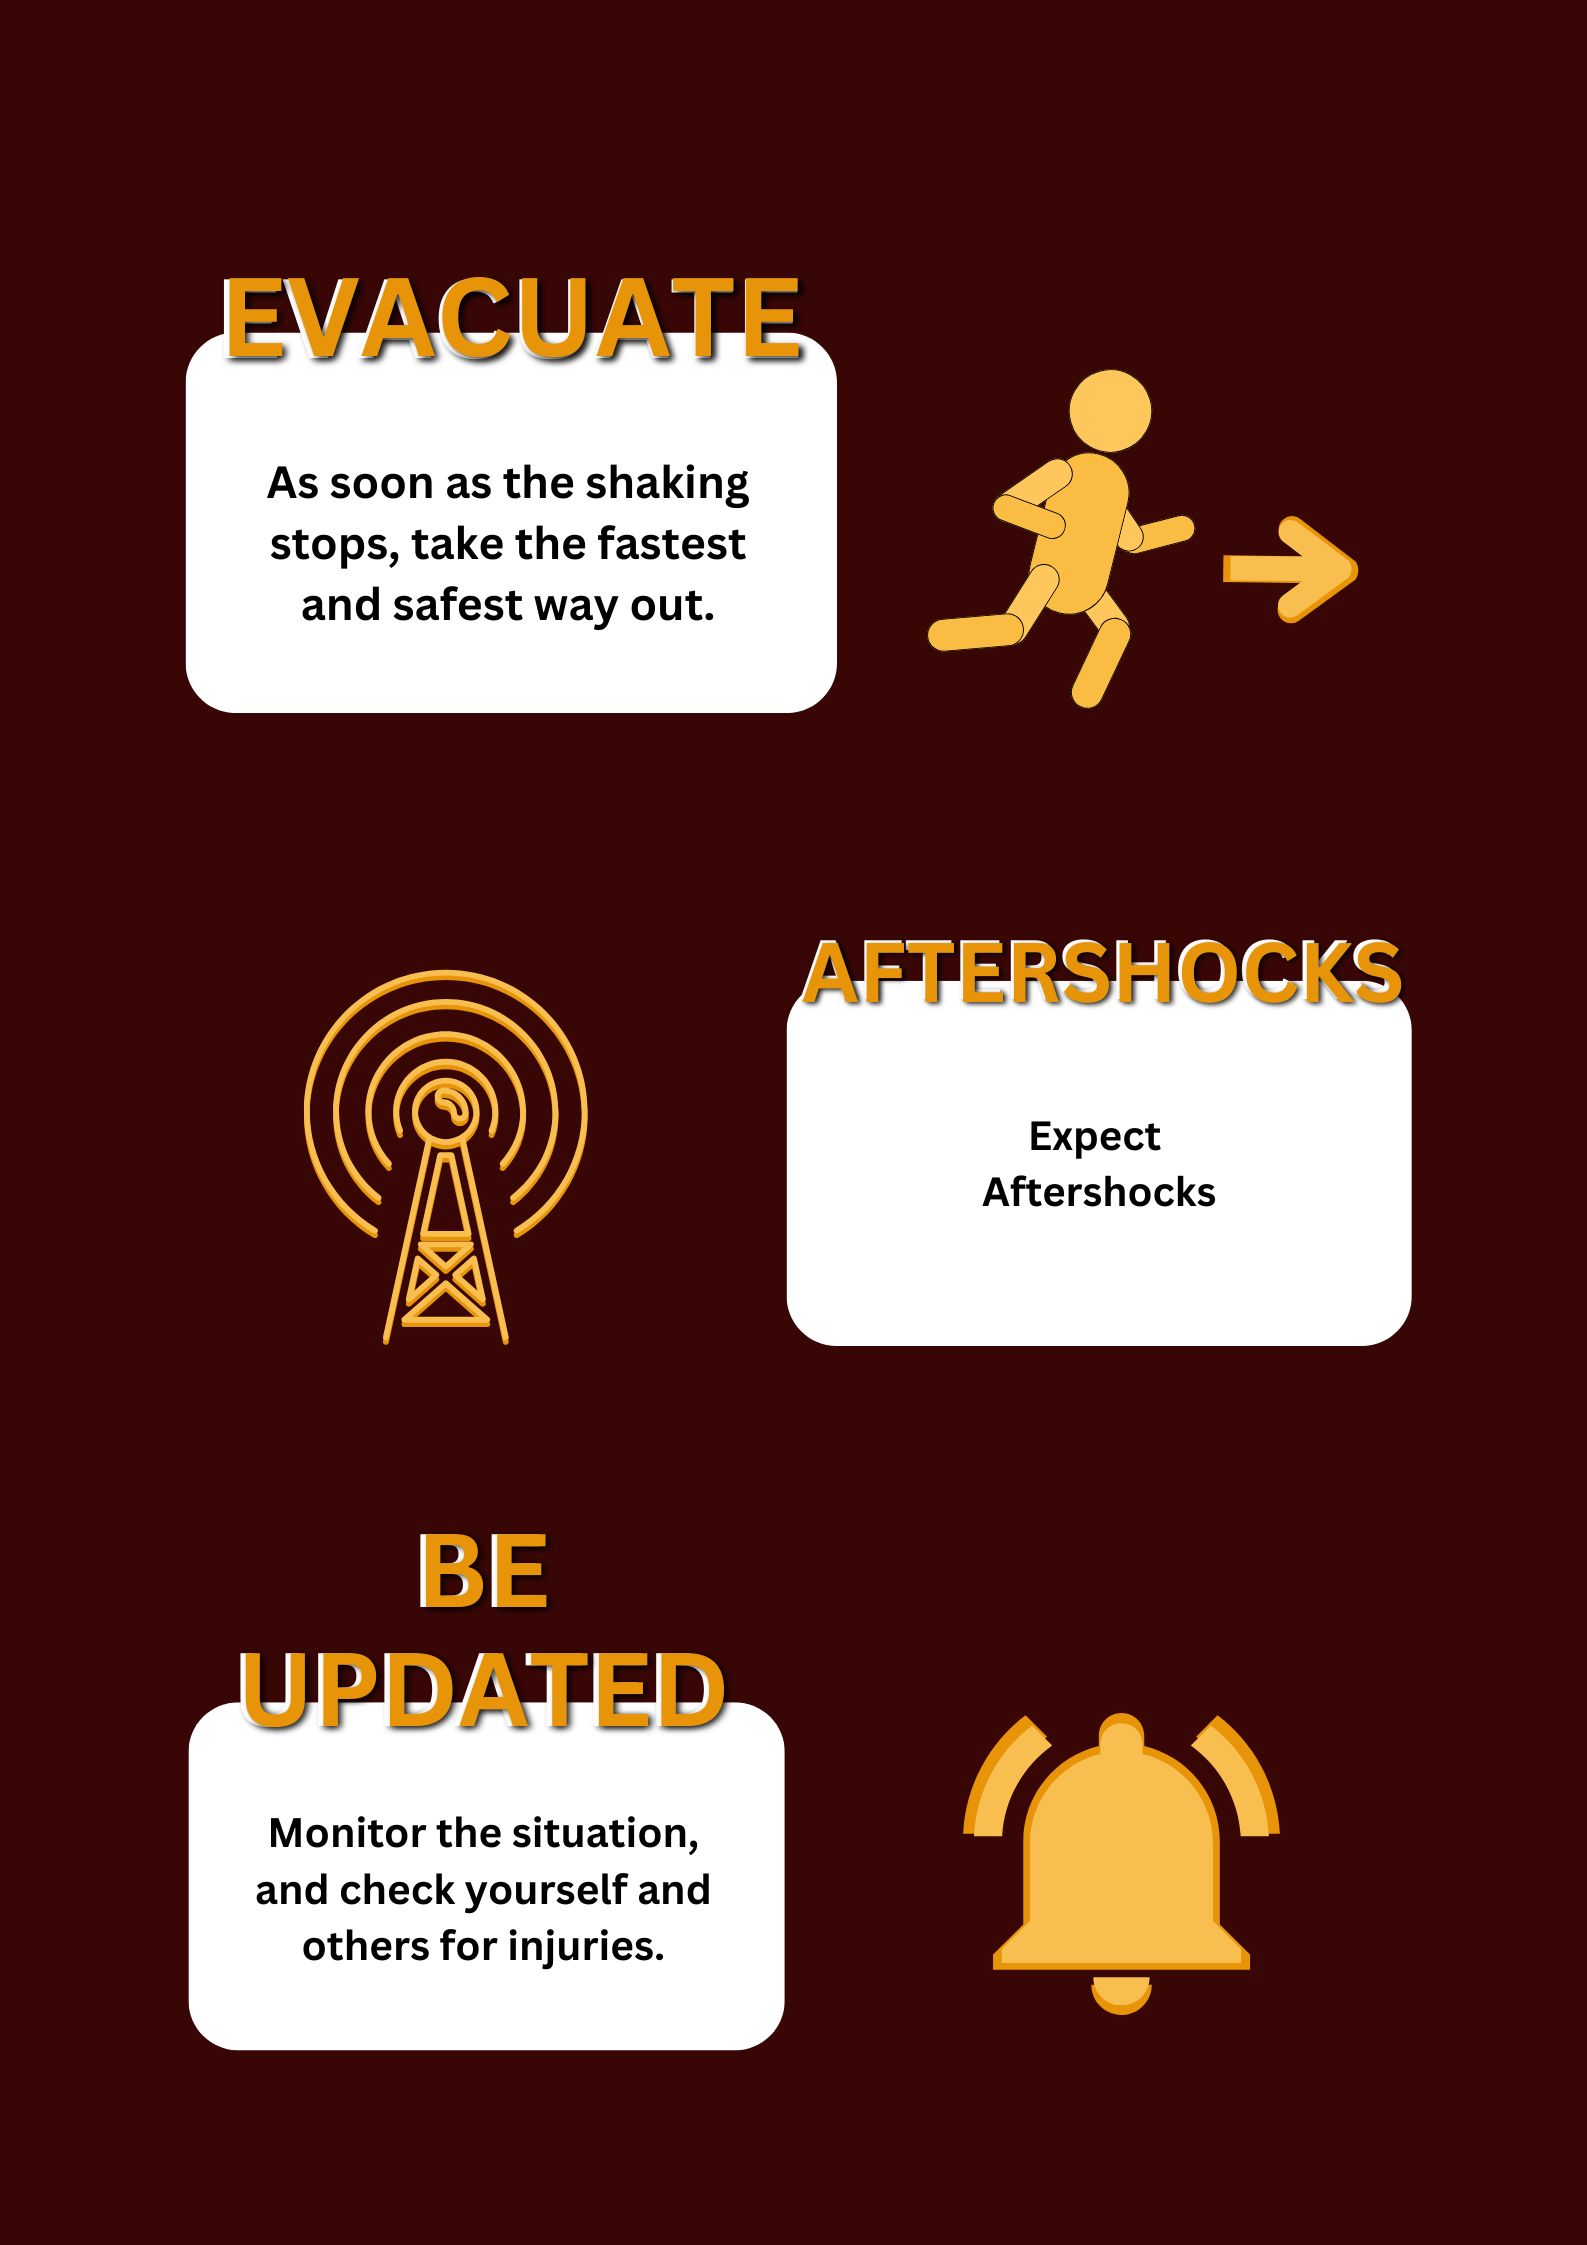 EVACUATE
As soon as the shaking
stops, take the fastest
and safest way out.
AFTERSHOCKS
Expect
Aftershocks
BE
UPDATED
Monitor the situation,
and check yourself and
others for injuries.